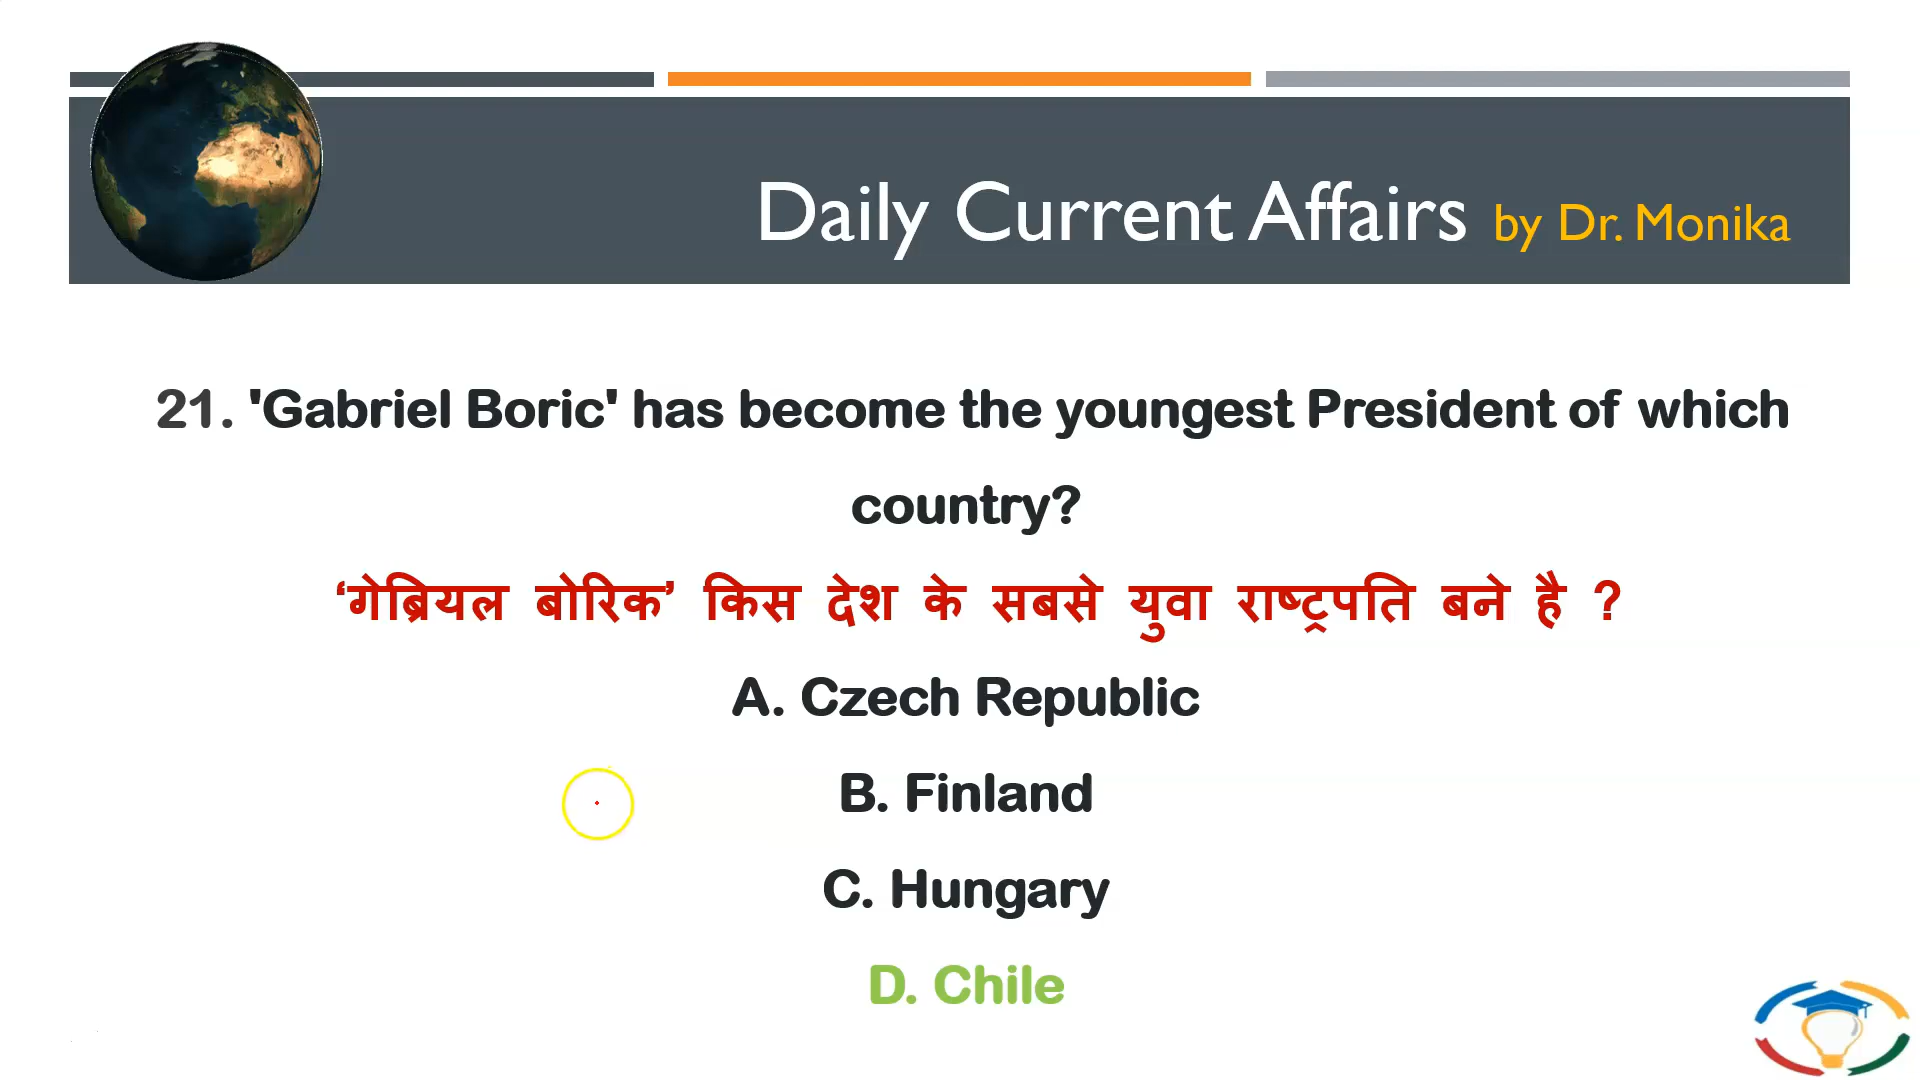 Daily Current Affairs by Dr. Monika
21. 'Gabriel Boric' has become the youngest President of which
country?
‘गेब्रियल बोरिक’ किस देश के सबसे युवा राष्ट्रपति बने है ?
A. Czech Republic
B. Finland
C. Hungary
D. Chile